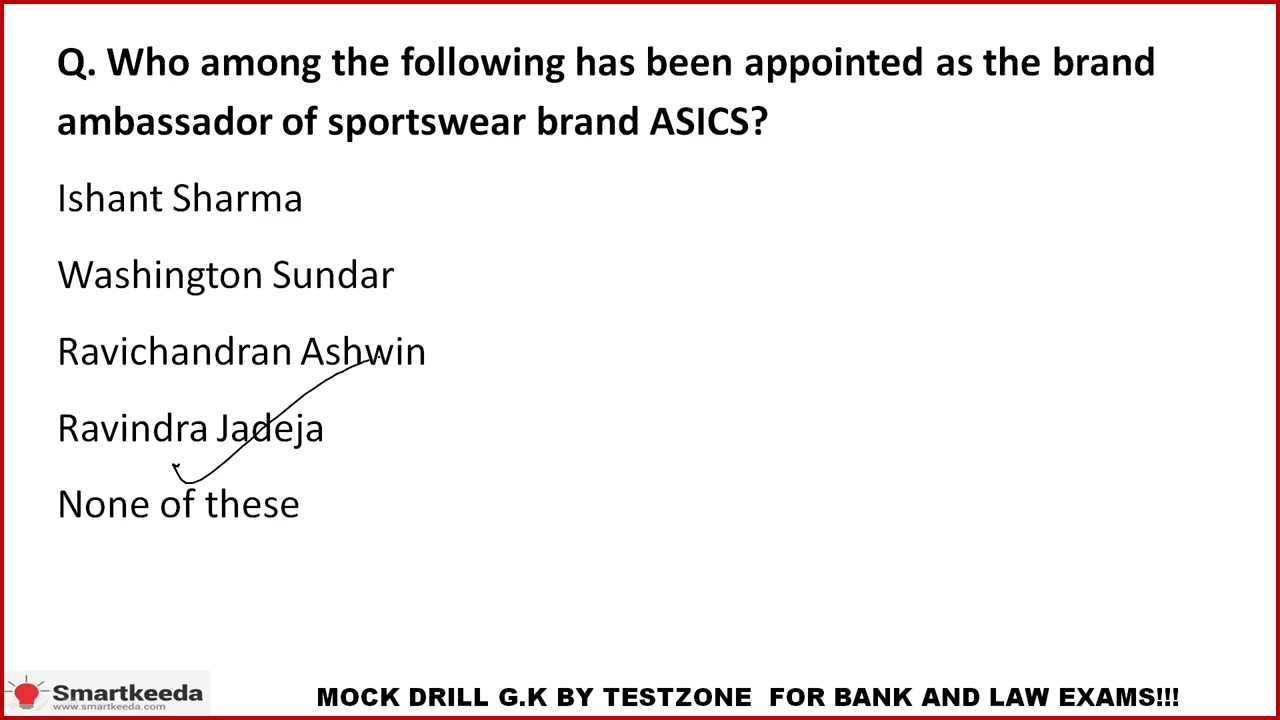 Q. Who among the following has been appointed as the brand
ambassador of sportswear brand ASICS?
Ishant Sharma
Washington Sundar
Ravichandran Ashwin
Ravindra Jadeja
None of these
Smartkeeda
www.smartkeeda.com
MOCK DRILL G.K BY TESTZONE FOR BANK AND LAW EXAMS!!!